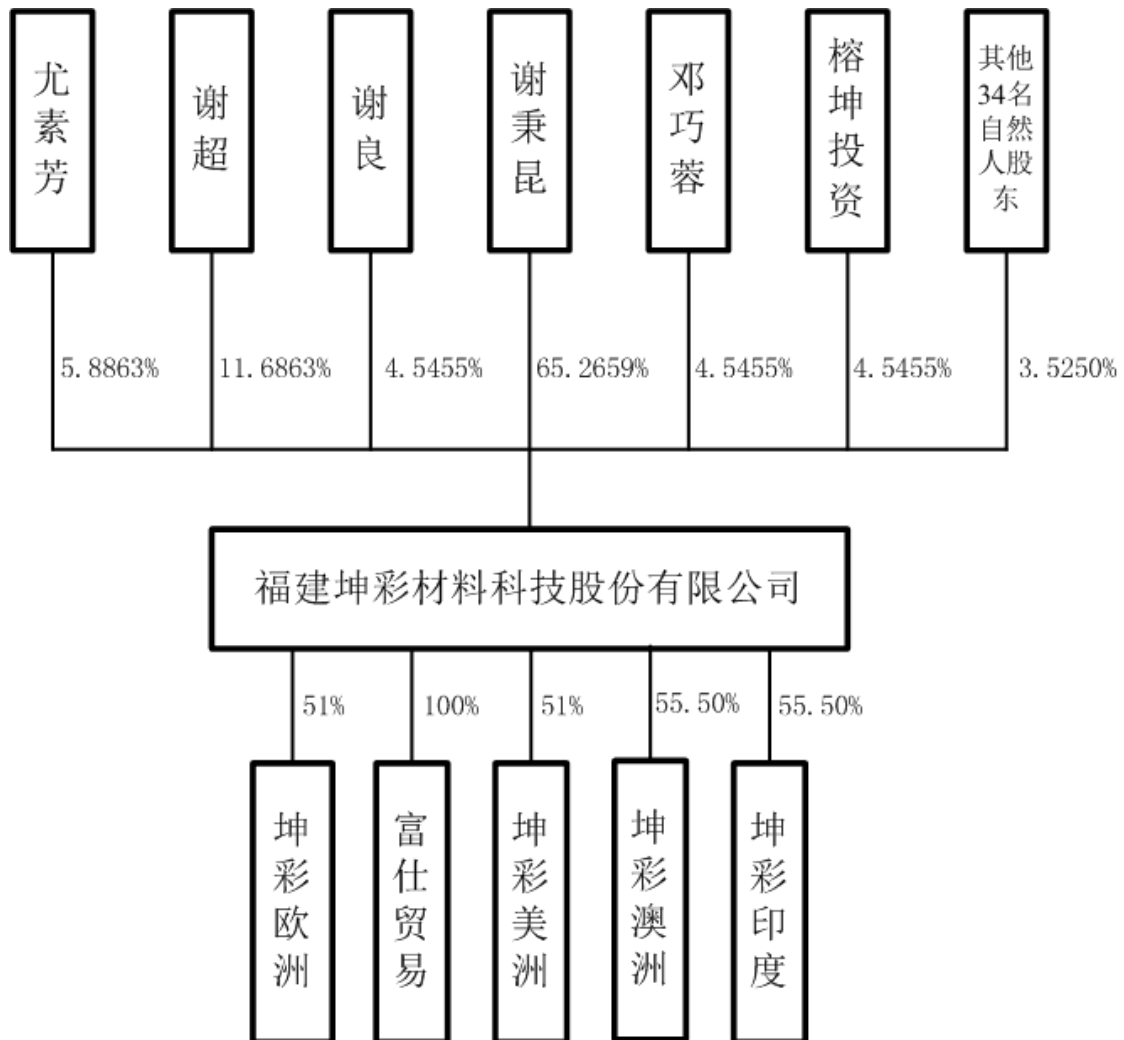 尤素芳
谢超
谢良
谢秉昆
邓巧蓉
榕坤投资
其他
34名
自然
人股
东
5.8863%
11.6863%
4.5455%
65.2659%
4.5455%
4.5455%
3.5250%
福建坤彩材料科技股份有限公司
51%
100%
51%
55.50%
55.50%
坤彩欧洲
富仕贸易
坤彩美洲
坤彩澳洲
坤彩印度